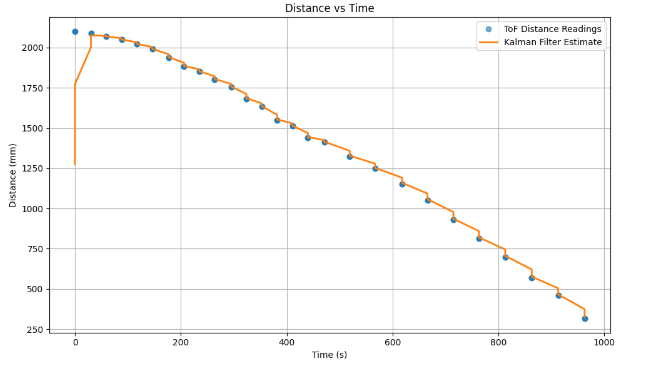 Distance vs Time
ToF Distance Readings
Kalman Filter Estimate
Distance (mm)
2000
1750
1500
1250
1000
750
500
250
0
200
400
600
800
1000
Time (s)